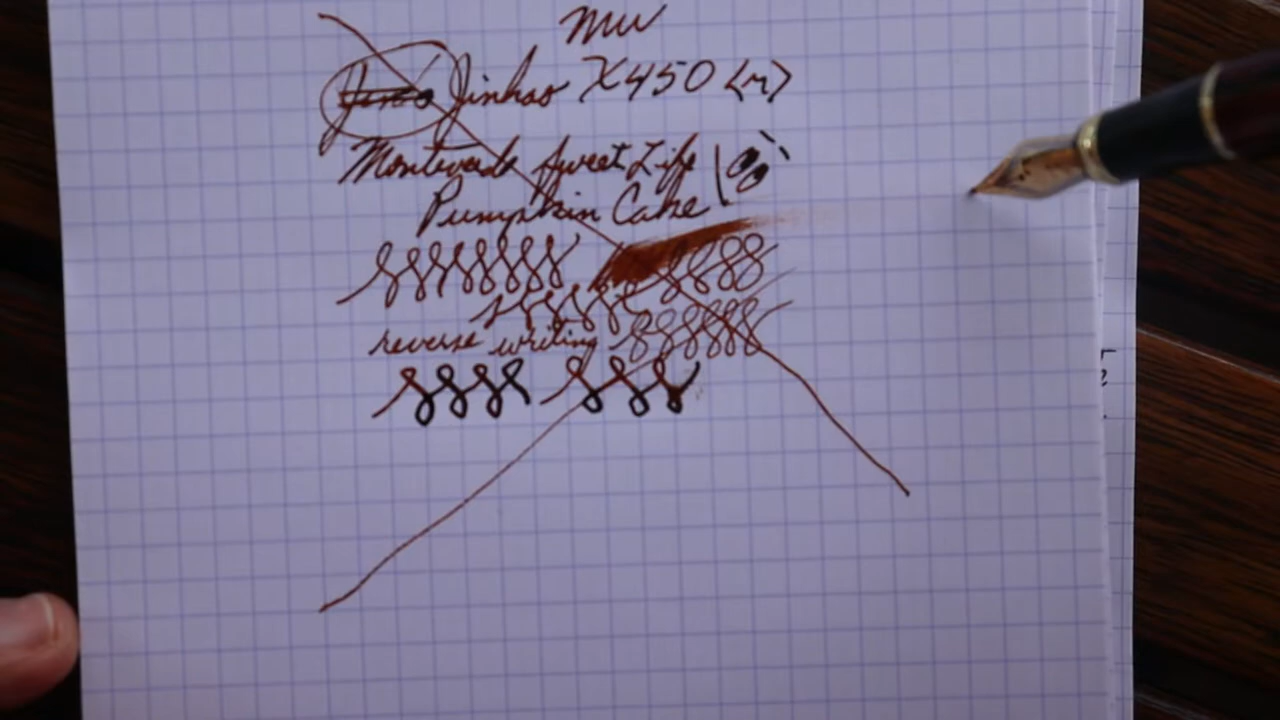 MW
Jinhao X450 <M>
Monteverde Sweet Life
Pumpkin Cake
reverse writing